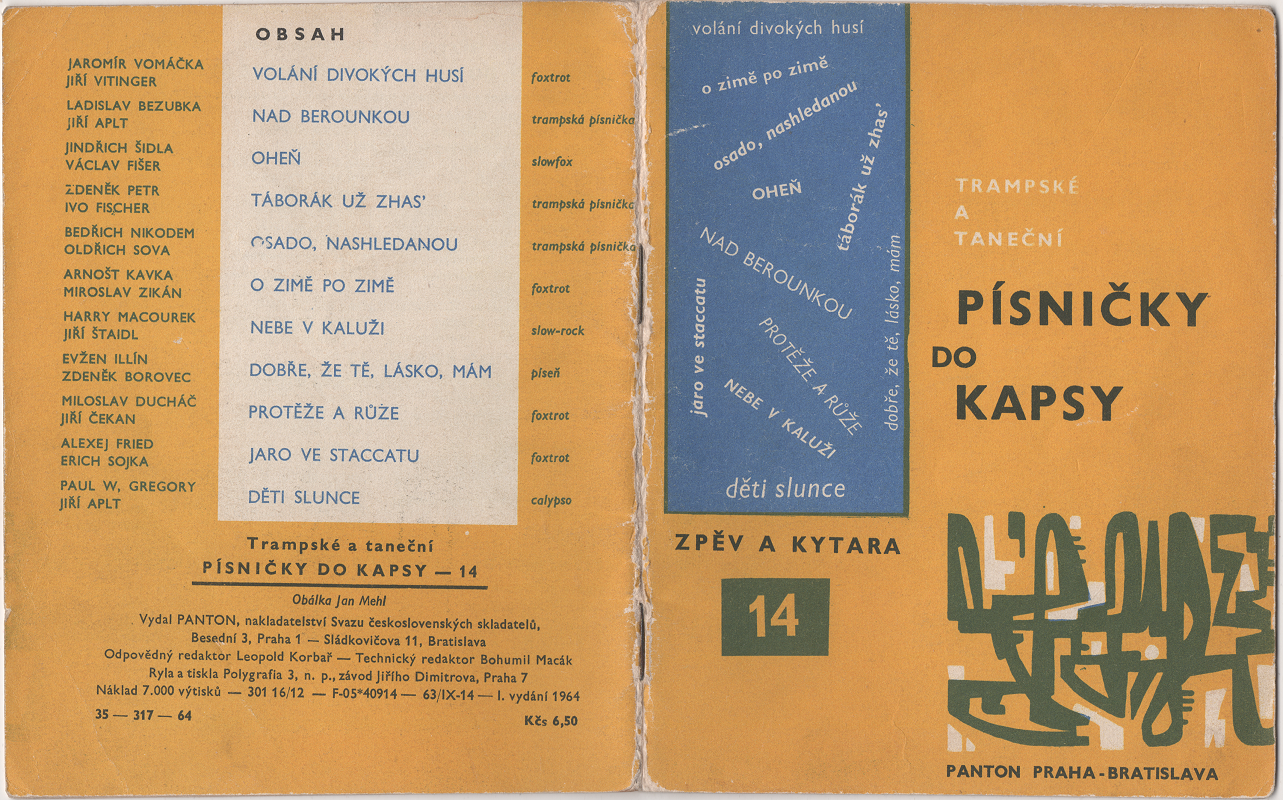 OBSAH
JAROMÍR VOMÁČKA
JIŘÍ VITINGER
VOLÁNÍ DIVOKÝCH HUSÍ
foxtrot
LADISLAV BEZUBKA
JIŘÍ APLT
NAD BEROUNKOU
trampská písnička
JINDŘICH ŠIDLA
VÁCLAV FIŠER
OHEŇ
slowfox
ZDENĚK PETR
IVO FISCHER
TÁBORÁK UŽ ZHAS'
trampská písnička
BEDŘICH NIKODEM
OLDŘICH SOVA
OSADO, NASHLEDANOU
trampská písnička
ARNOŠT KAVKA
MIROSLAV ZIKÁN
O ZIMĚ PO ZIMĚ
foxtrot
HARRY MACOUREK
JIŘÍ ŠTAIDL
NEBE V KALUŽI
slow-rock
EVŽEN ILLÍN
ZDENĚK BOROVEC
DOBŘE, ŽE TĚ, LÁSKO, MÁM
píseň
MILOSLAV DUCHÁČ
JIŘÍ ČEKAN
PROTĚŽE A RŮŽE
foxtrot
ALEXEJ FRIED
ERICH SOJKA
JARO VE STACCATU
foxtrot
PAUL W, GREGORY
JIŘÍ APLT
DĚTI SLUNCE
calypso
Trampské a taneční
PÍSNIČKY DO KAPSY — 14
Obálka Jan Mehl
Vydal PANTON, nakladatelství Svazu československých skladatelů,
Besední 3, Praha 1 — Sládkovičova 11, Bratislava
Odpovědný redaktor Leopold Korbař — Technický redaktor Bohumil Macák
Ryla a tiskla Polygrafia 3, n. p., závod Jiřího Dimitrova, Praha 7
Náklad 7.000 výtisků — 301 16/12 — F-05*40914 — 63/IX-14 — I. vydání 1964
35 — 317 — 64
Kčs 6,50
volání divokých husí
o zimě po zimě
osado, nashledanou
táborák už zhas'
OHEŇ
NAD BEROUNKOU
jaro ve staccatu
PROTĚŽE A RŮŽE
dobře, že tě, lásko, mám
NEBE V KALUŽI
děti slunce
ZPĚV A KYTARA
14
TRAMPSKÉ
A
TANEČNÍ
PÍSNIČKY
DO
KAPSY
PANTON PRAHA-BRATISLAVA